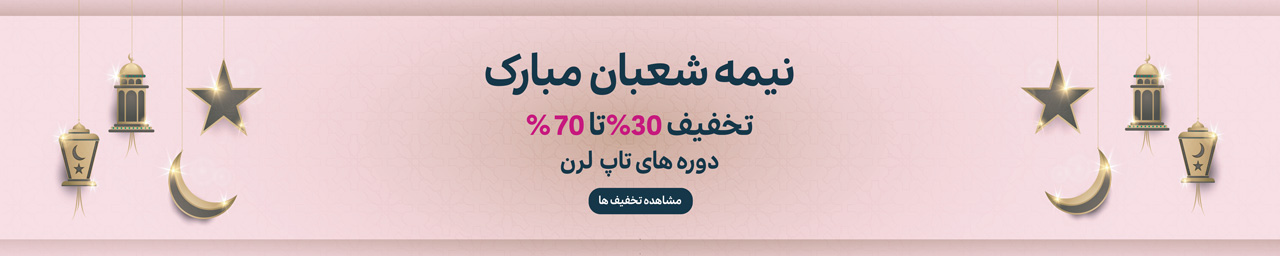 نیمه شعبان مبارک
تخفیف 30%تا 70 %
دوره های تاپ لرن
مشاهده تخفیف ها